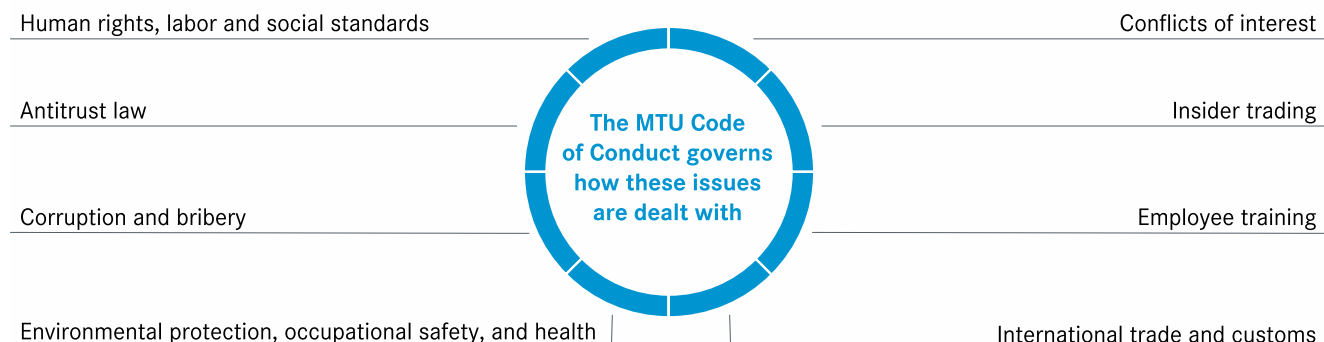 Human rights, labor and social standards
Conflicts of interest
Antitrust law
Insider trading
The MTU Code
of Conduct governs
how these issues
are dealt with
Corruption and bribery
Employee training
Environmental protection, occupational safety, and health
International trade and customs